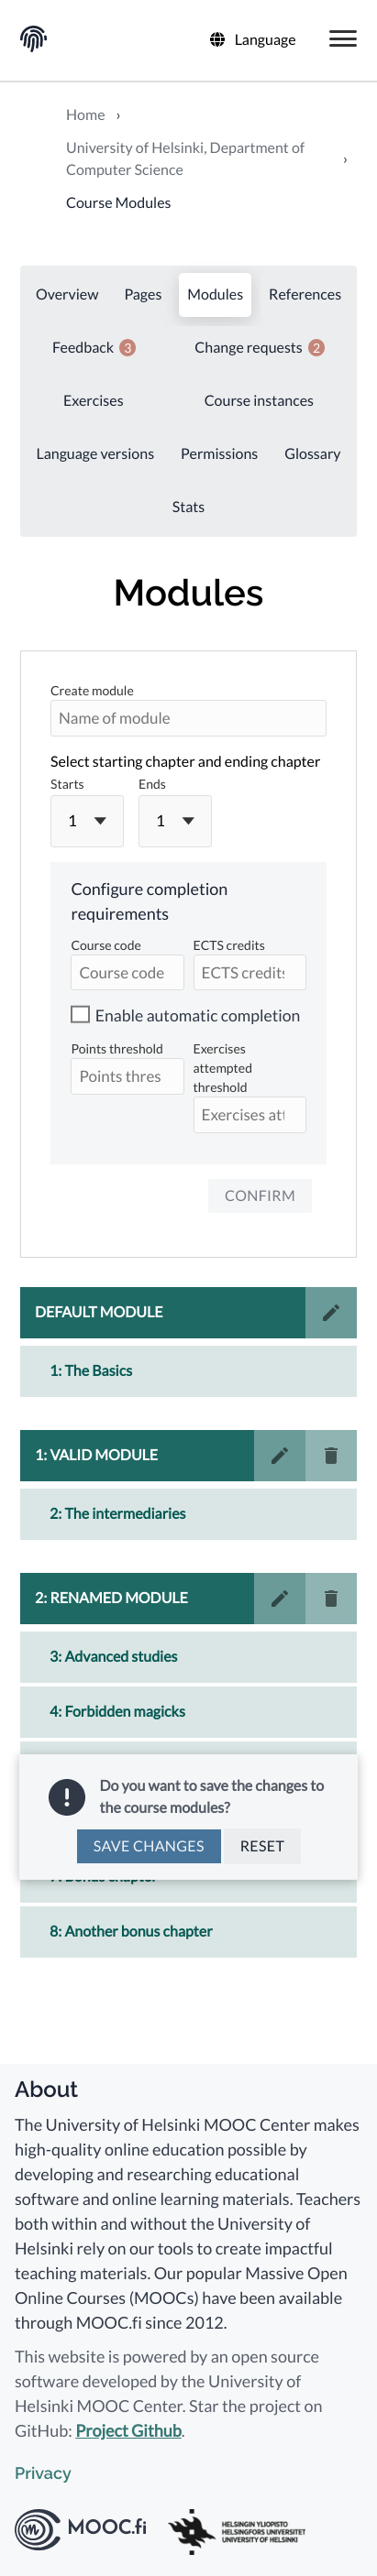 Language
Home ›
University of Helsinki, Department of
Computer Science ›
Course Modules
Overview Pages Modules References
Feedback 3 Change requests 2
Exercises Course instances
Language versions Permissions Glossary
Stats
Modules
Create module
Name of module
Select starting chapter and ending chapter
Starts Ends
1 1
Configure completion
requirements
Course code ECTS credits
Course code ECTS credits
Enable automatic completion
Points threshold Exercises
attempted
threshold
Points thres Exercises att
CONFIRM
DEFAULT MODULE
1: The Basics
1: VALID MODULE
2: The intermediaries
2: RENAMED MODULE
3: Advanced studies
4: Forbidden magicks
Do you want to save the changes to
the course modules?
SAVE CHANGES RESET
8: Another bonus chapter
About
The University of Helsinki MOOC Center makes
high-quality online education possible by
developing and researching educational
software and online learning materials. Teachers
both within and without the University of
Helsinki rely on our tools to create impactful
teaching materials. Our popular Massive Open
Online Courses (MOOCs) have been available
through MOOC.fi since 2012.
This website is powered by an open source
software developed by the University of
Helsinki MOOC Center. Star the project on
GitHub: Project Github.
Privacy
MOOC.fi
HELSINGIN YLIOPISTO
HELSINGFORS UNIVERSITET
UNIVERSITY OF HELSINKI